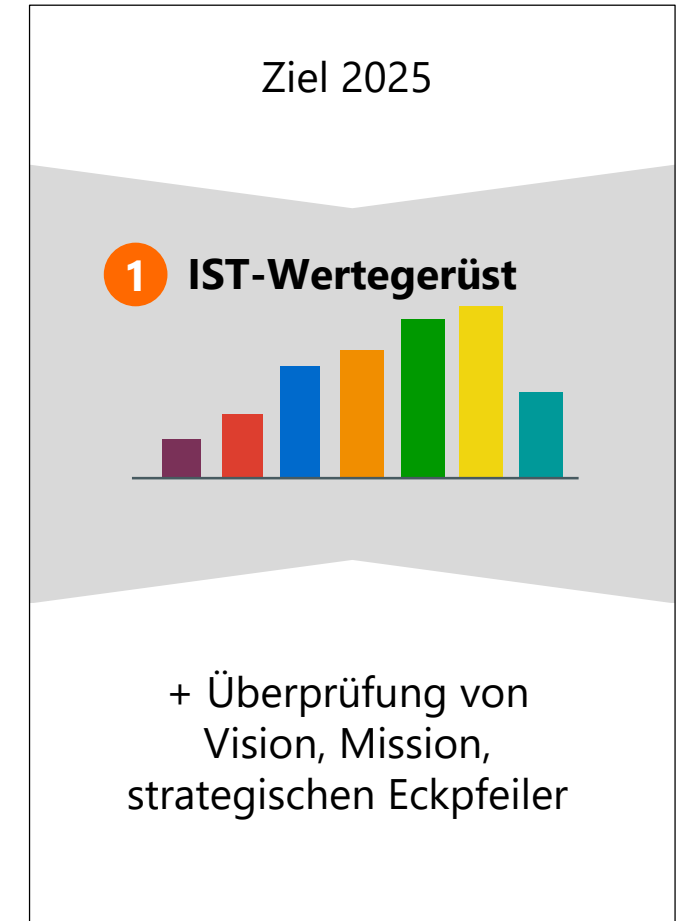 Ziel 2025
1 IST-Wertegerüst
+ Überprüfung von
Vision, Mission,
strategischen Eckpfeiler